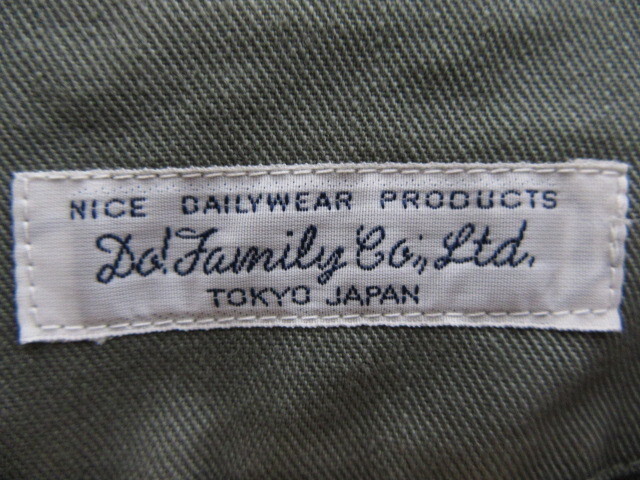 NICE DAILYWEAR PRODUCTS
Do! Family Co., Ltd.
TOKYO JAPAN